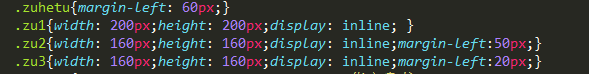 .zuhetu{margin-left: 60px;}
.zu1{width: 200px;height: 200px;display: inline; }
.zu2{width: 160px;height: 160px;display: inline;margin-left:50px;}
.zu3{width: 160px;height: 160px;display: inline;margin-left:20px;}